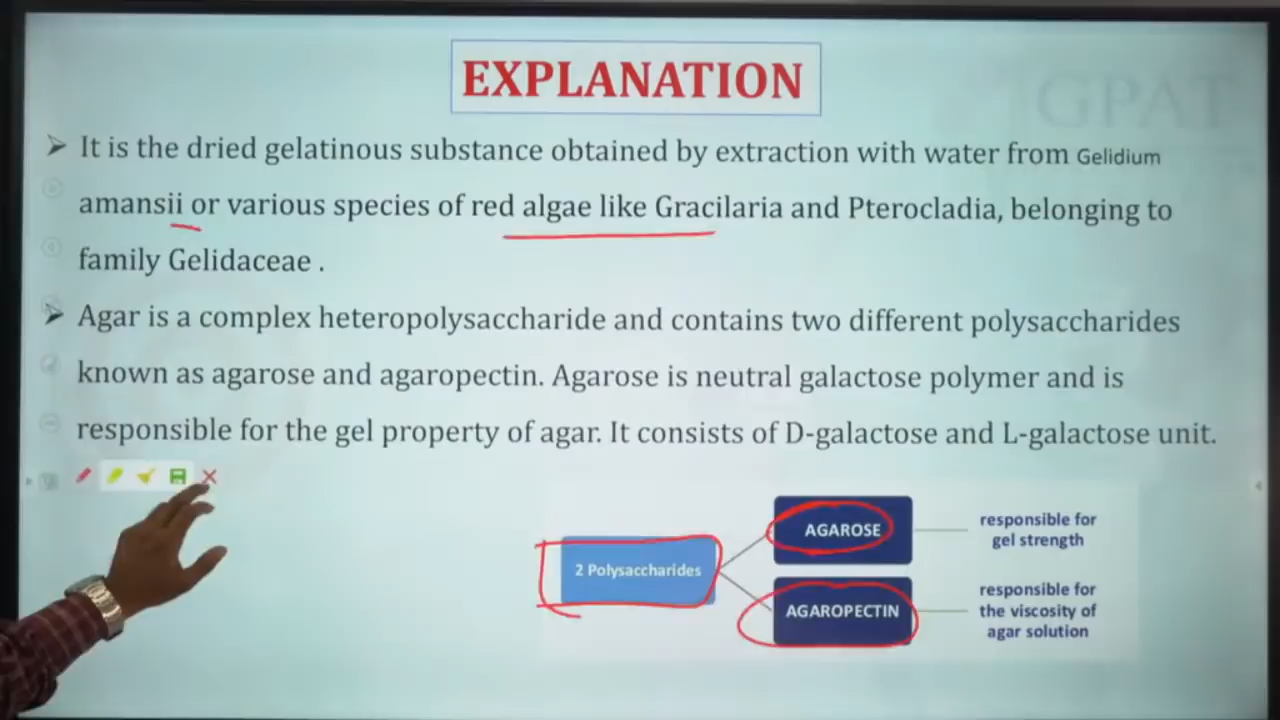 GPAT
EXPLANATION
➤ It is the dried gelatinous substance obtained by extraction with water from Gelidium
amansii or various species of red algae like Gracilaria and Pterocladia, belonging to
family Gelidaceae .
➤ Agar is a complex heteropolysaccharide and contains two different polysaccharides
known as agarose and agaropectin. Agarose is neutral galactose polymer and is
responsible for the gel property of agar. It consists of D-galactose and L-galactose unit.
2 Polysaccharides
AGAROSE
responsible for
gel strength
AGAROPECTIN
responsible for
the viscosity of
agar solution